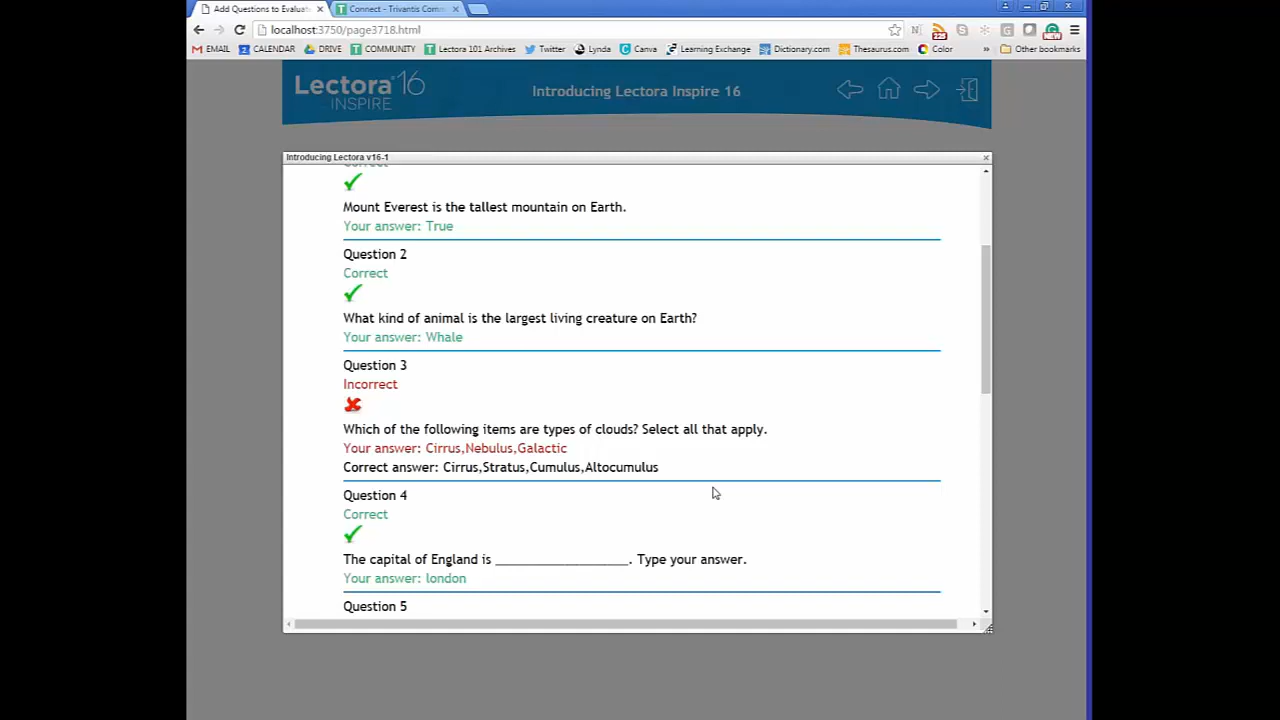 Add Questions to Evaluat
Connect - Trivantis Com
localhost:3750/page3718.html
EMAIL CALENDAR DRIVE COMMUNITY Lectora 101 Archives Twitter Lynda Canva Learning Exchange Dictionary.com Thesaurus.com Color » Other bookmarks
Lectora 16
INSPIRE
Introducing Lectora Inspire 16
Introducing Lectora v16-1
Correct
Mount Everest is the tallest mountain on Earth.
Your answer: True
Question 2
Correct
What kind of animal is the largest living creature on Earth?
Your answer: Whale
Question 3
Incorrect
Which of the following items are types of clouds? Select all that apply.
Your answer: Cirrus,Nebulus,Galactic
Correct answer: Cirrus,Stratus,Cumulus,Altocumulus
Question 4
Correct
The capital of England is ___________________. Type your answer.
Your answer: london
Question 5